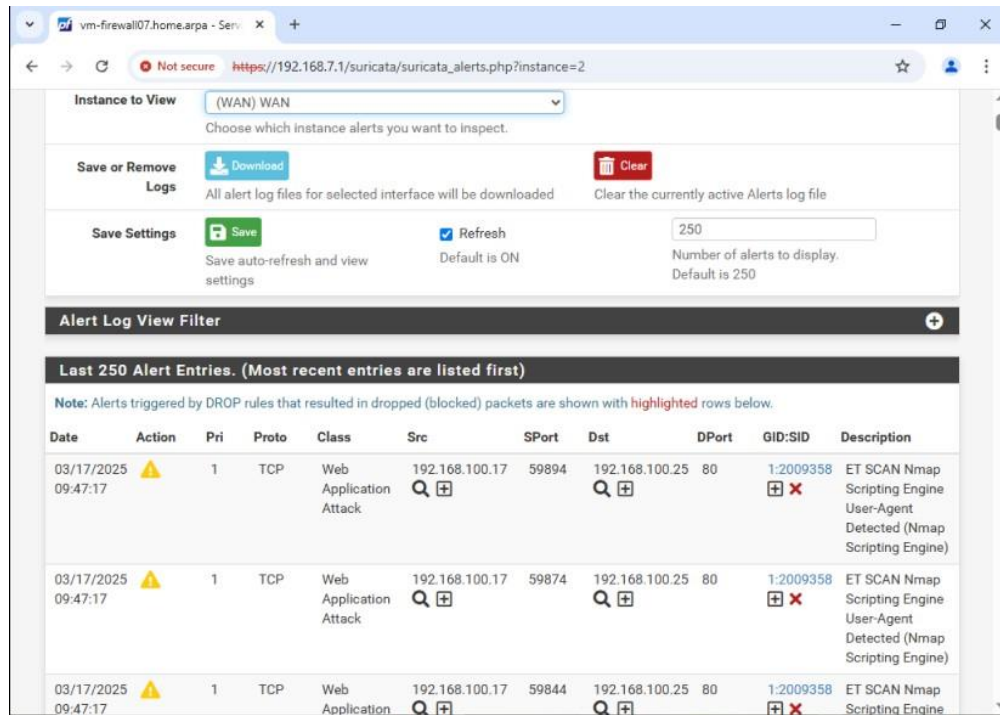 vm-firewall07.home.arpa - Serv
Not secure https://192.168.7.1/suricata/suricata_alerts.php?instance=2
Instance to View (WAN) WAN
Choose which instance alerts you want to inspect.
Save or Remove Logs Download Clear
All alert log files for selected interface will be downloaded Clear the currently active Alerts log file
Save Settings Save Refresh 250
Save auto-refresh and view settings Default is ON Number of alerts to display. Default is 250
Alert Log View Filter
Last 250 Alert Entries. (Most recent entries are listed first)
Note: Alerts triggered by DROP rules that resulted in dropped (blocked) packets are shown with highlighted rows below.
Date Action Pri Proto Class Src SPort Dst DPort GID:SID Description
03/17/2025 1 TCP Web 192.168.100.17 59894 192.168.100.25 80 1:2009358 ET SCAN Nmap
09:47:17 Application Scripting Engine
Attack User-Agent
Detected (Nmap
Scripting Engine)
03/17/2025 1 TCP Web 192.168.100.17 59874 192.168.100.25 80 1:2009358 ET SCAN Nmap
09:47:17 Application Scripting Engine
Attack User-Agent
Detected (Nmap
Scripting Engine)
03/17/2025 1 TCP Web 192.168.100.17 59844 192.168.100.25 80 1:2009358 ET SCAN Nmap
09:47:17 Application Scripting Engine